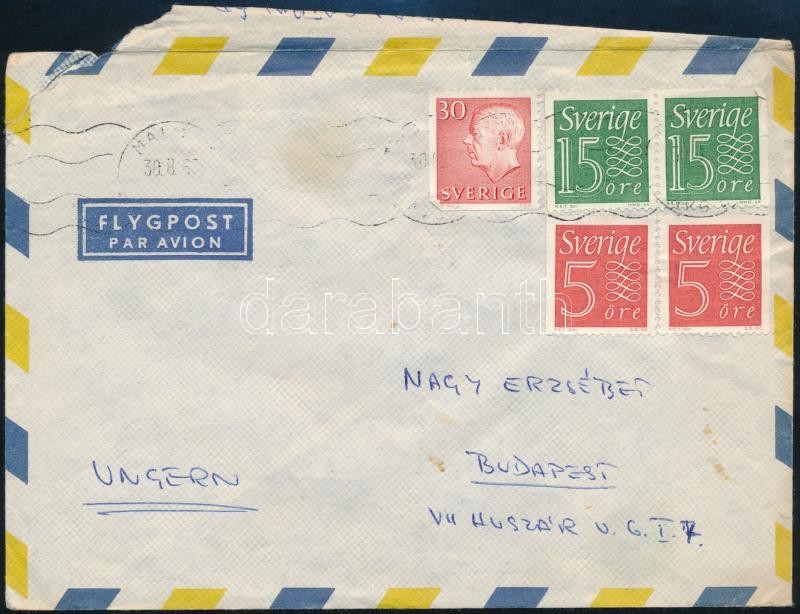 30
SVERIGE
Sverige
15
öre
Sverige
15
öre
MALM
30.8.6
FLYGPOST
PAR AVION
Sverige
5
öre
Sverige
5
öre
darabanth
NAGY ERZSÉBET
UNGERN
BUDAPEST
VII HUSZÁR U. 6.